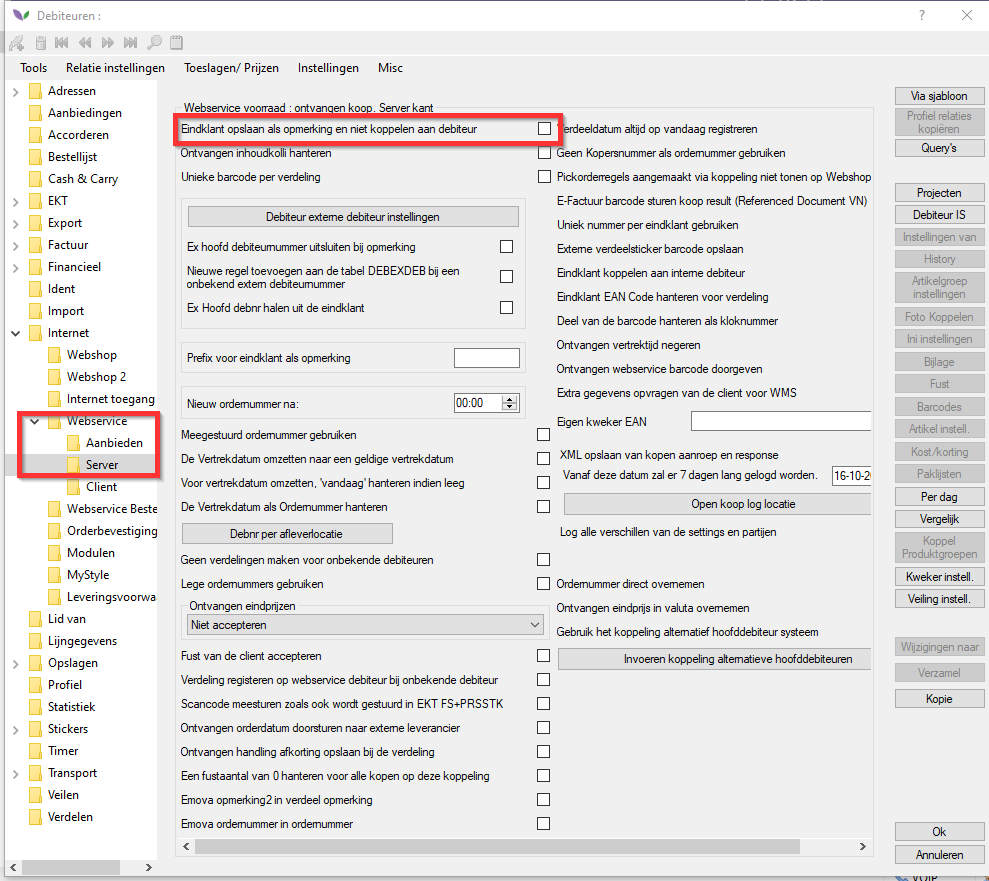 Debiteuren :
?
Tools Relatie instellingen Toeslagen/ Prijzen Instellingen Misc
Adressen
Aanbiedingen
Accorderen
Bestellijst
Cash & Carry
EKT
Export
Factuur
Financieel
Ident
Import
Internet
Webshop
Webshop 2
Internet toegang
Webservice
Aanbieden
Server
Client
Webservice Beste
Orderbevestiging
Modulen
MyStyle
Leveringsvoorwa
Lid van
Lijngegevens
Opslagen
Profiel
Statistiek
Stickers
Timer
Transport
Veilen
Verdelen
Webservice voorraad : ontvangen koop. Server kant
Eindklant opslaan als opmerking en niet koppelen aan debiteur
Ontvangen inhoudkolli hanteren
Unieke barcode per verdeling
Debiteur externe debiteur instellingen
Ex hoofd debiteurnummer uitsluiten bij opmerking
Nieuwe regel toevoegen aan de tabel DEBEXDEB bij een
onbekend extern debiteurnummer
Ex Hoofd debnr halen uit de eindklant
Prefix voor eindklant als opmerking
Nieuw ordernummer na: 00:00
Meegestuurd ordernummer gebruiken
De Vertrekdatum omzetten naar een geldige vertrekdatum
Voor vertrekdatum omzetten, 'vandaag' hanteren indien leeg
De Vertrekdatum als Ordernummer hanteren
Debnr per afleverlocatie
Geen verdelingen maken voor onbekende debiteuren
Lege ordernummers gebruiken
Ontvangen eindprijzen
Niet accepteren
Fust van de client accepteren
Verdeling registeren op webservice debiteur bij onbekende debiteur
Scancode meesturen zoals ook wordt gestuurd in EKT FS+PRSSTK
Ontvangen orderdatum doorsturen naar externe leverancier
Ontvangen handling afkorting opslaan bij de verdeling
Een fustaantal van 0 hanteren voor alle kopen op deze koppeling
Emova opmerking2 in verdeel opmerking
Emova ordernummer in ordernummer
Verdeeldatum altijd op vandaag registreren
Geen Kopersnummer als ordernummer gebruiken
Pickorderregels aangemaakt via koppeling niet tonen op Webshop
E-Factuur barcode sturen koop result (Referenced Document VN)
Uniek nummer per eindklant gebruiken
Externe verdeelsticker barcode opslaan
Eindklant koppelen aan interne debiteur
Eindklant EAN Code hanteren voor verdeling
Deel van de barcode hanteren als kloknummer
Ontvangen vertrektijd negeren
Ontvangen webservice barcode doorgeven
Extra gegevens opvragen van de client voor WMS
Eigen kweker EAN
XML opslaan van kopen aanroep en response
Vanaf deze datum zal er 7 dagen lang gelogd worden. 16-10-20
Open koop log locatie
Log alle verschillen van de settings en partijen
Ordernummer direct overnemen
Ontvangen eindprijs in valuta overnemen
Gebruik het koppeling alternatief hoofddebiteur systeem
Invoeren koppeling alternatieve hoofddebiteuren
Via sjabloon
Profiel relaties
kopiëren
Query's
Projecten
Debiteur IS
Instellingen van
History
Artikelgroep
instellingen
Foto Koppelen
Ini instellingen
Bijlage
Fust
Barcodes
Artikel instell.
Kost/korting
Paklijsten
Per dag
Vergelijk
Koppel
Produktgroepen
Kweker instell.
Veiling instell.
Wijzigingen naar
Verzamel
Kopie
Ok
Annuleren
VOIP